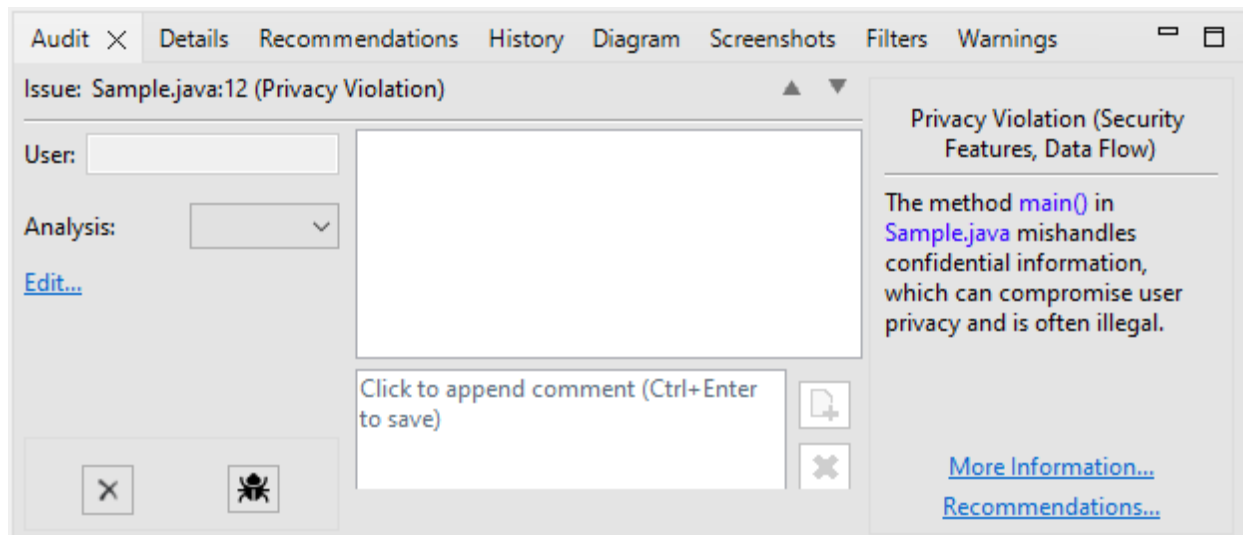 Audit Details Recommendations History Diagram Screenshots Filters Warnings
Issue: Sample.java:12 (Privacy Violation)
User:
Analysis:
Edit...
Click to append comment (Ctrl+Enter
to save)
Privacy Violation (Security
Features, Data Flow)
The method main() in
Sample.java mishandles
confidential information,
which can compromise user
privacy and is often illegal.
More Information...
Recommendations...